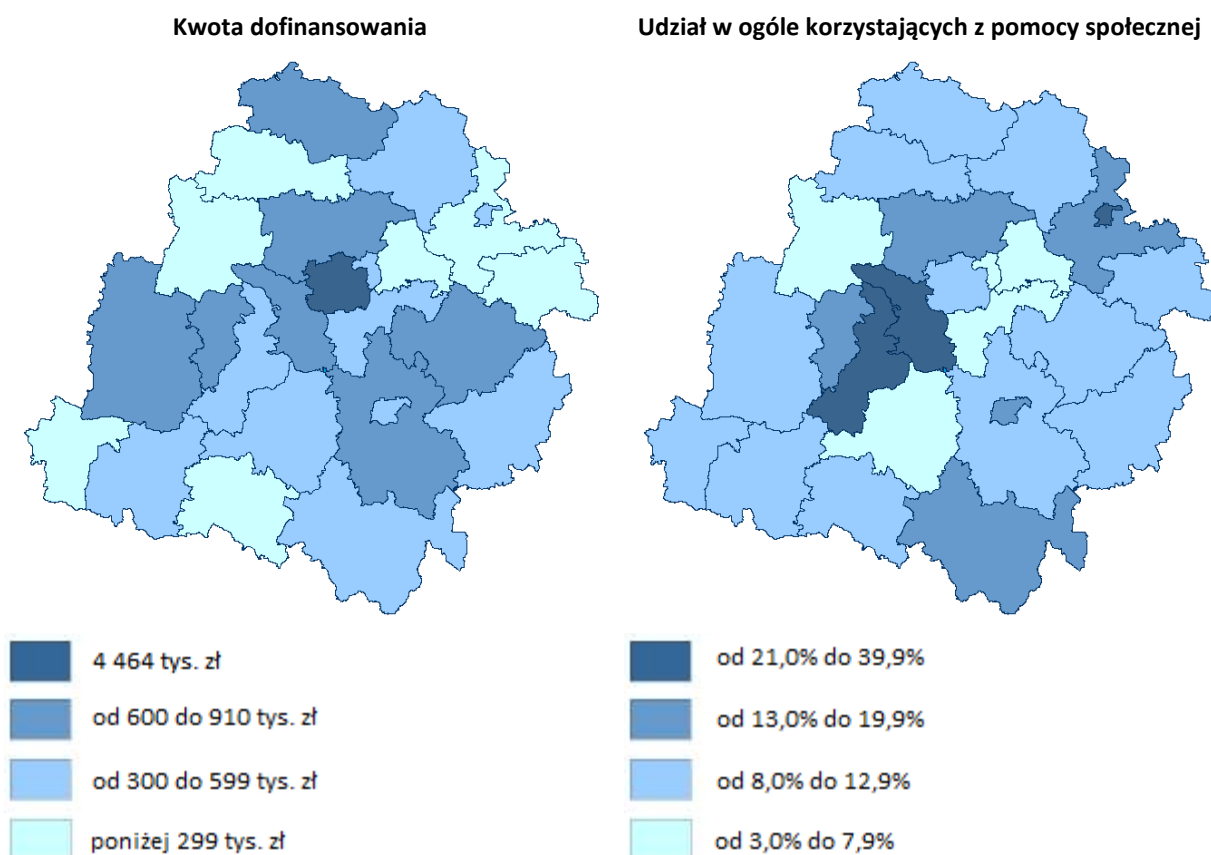 Kwota dofinansowania
Udział w ogóle korzystających z pomocy społecznej
4 464 tys. zł
od 600 do 910 tys. zł
od 300 do 599 tys. zł
poniżej 299 tys. zł
od 21,0% do 39,9%
od 13,0% do 19,9%
od 8,0% do 12,9%
od 3,0% do 7,9%